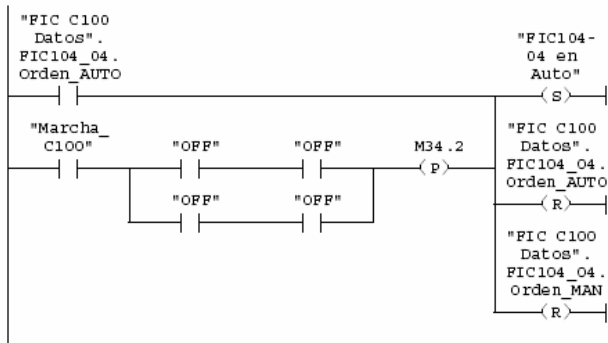 "FIC C100
Datos".
FIC104_04.
Orden_AUTO
"FIC104-
04 en
Auto"
S
"Marcha_
C100"
"OFF"
"OFF"
M34.2
P
"FIC C100
Datos".
FIC104_04.
Orden_AUTO
R
"OFF"
"OFF"
"FIC C100
Datos".
FIC104_04.
Orden_MAN
R